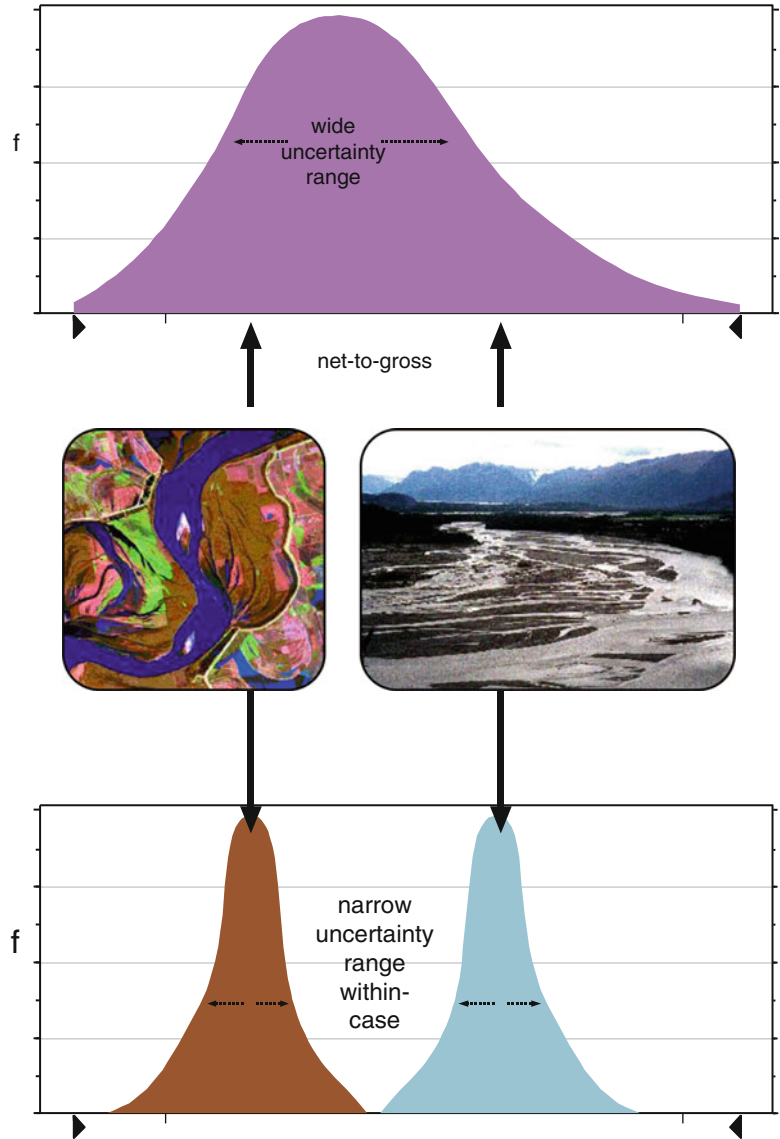 f
wide
uncertainty
range
net-to-gross
f
narrow
uncertainty
range
within-
case